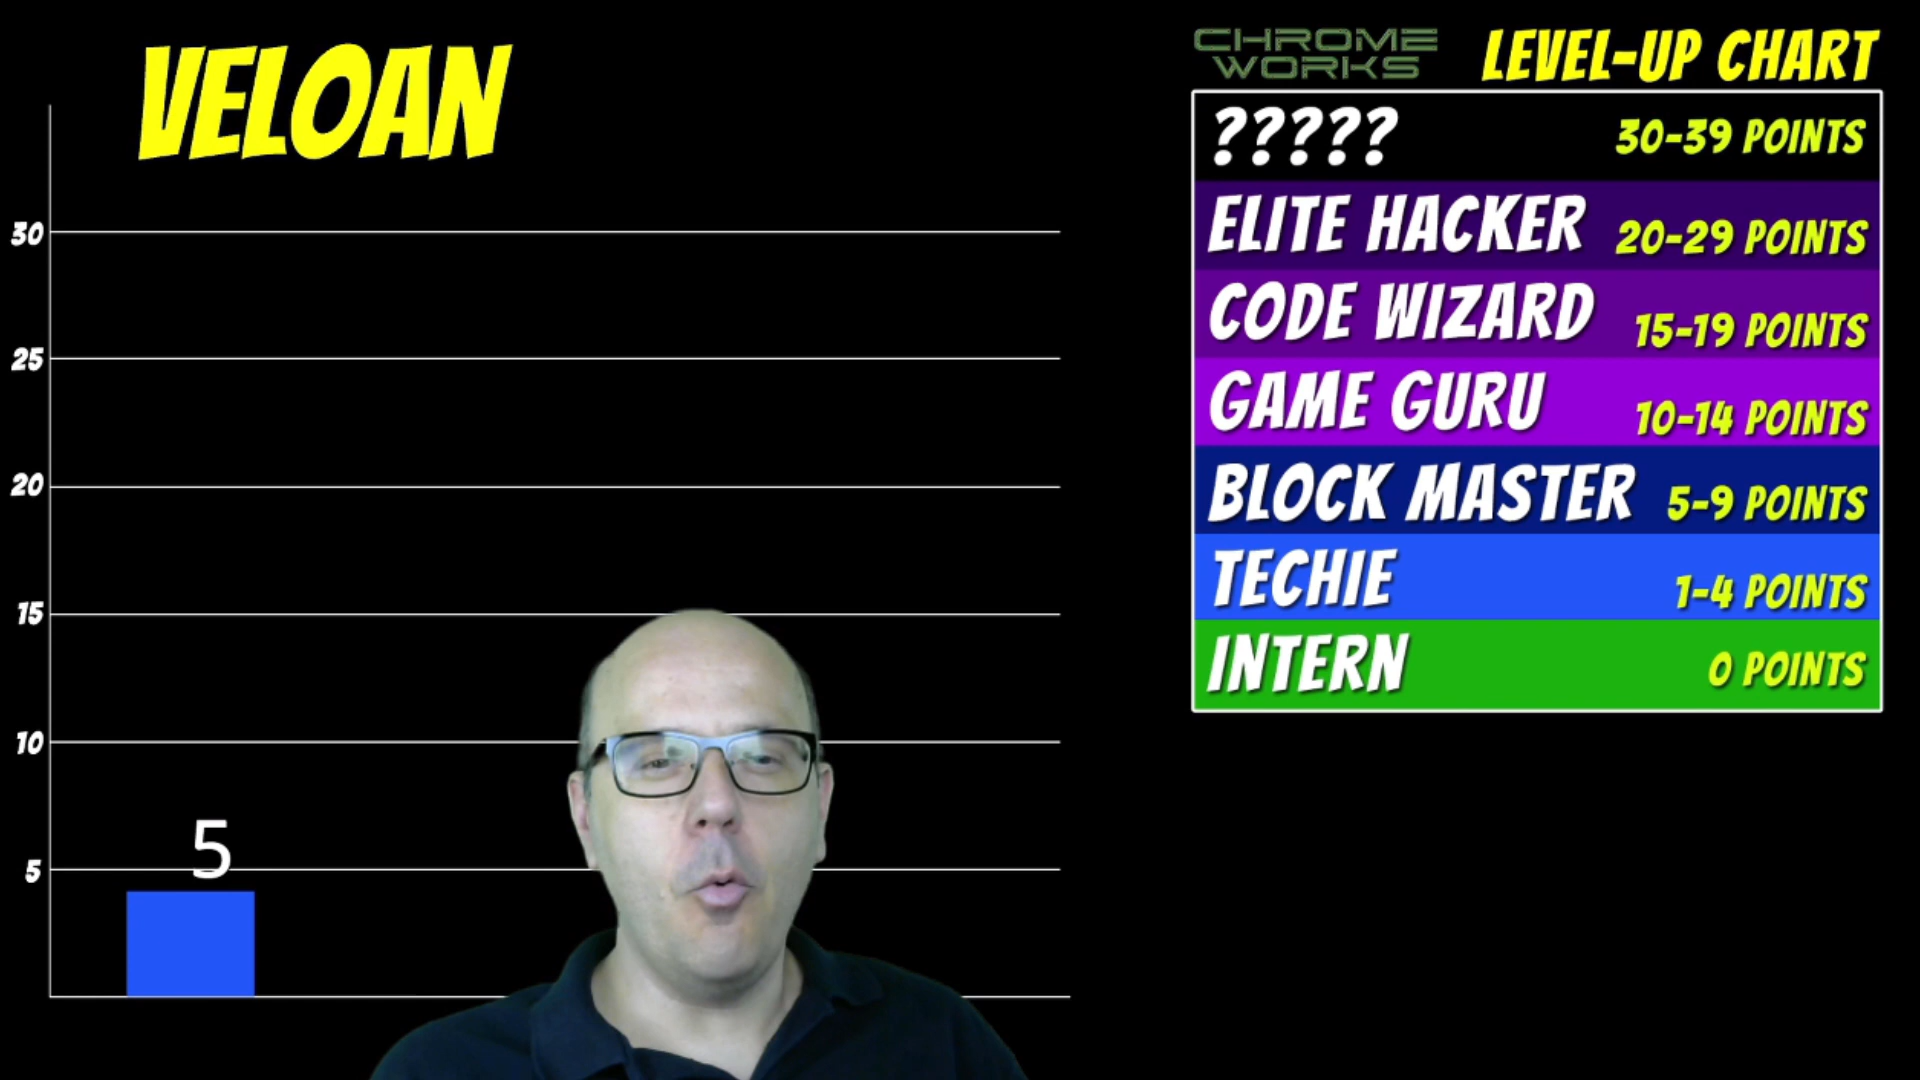 VELOAN
30
25
20
15
10
5
5
CHROME
WORKS
LEVEL-UP CHART
????? 30-39 POINTS
ELITE HACKER 20-29 POINTS
CODE WIZARD 15-19 POINTS
GAME GURU 10-14 POINTS
BLOCK MASTER 5-9 POINTS
TECHIE 1-4 POINTS
INTERN 0 POINTS